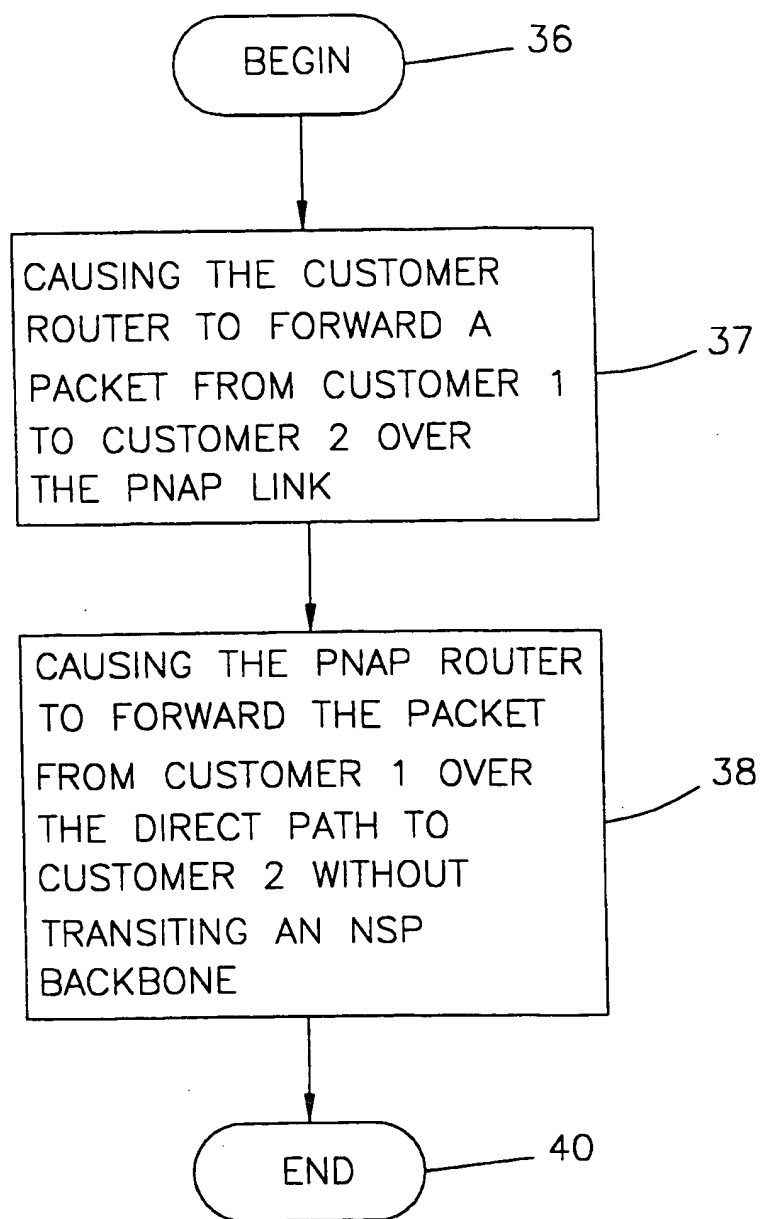 BEGIN
36
CAUSING THE CUSTOMER
ROUTER TO FORWARD A
PACKET FROM CUSTOMER 1
TO CUSTOMER 2 OVER
THE PNAP LINK
37
CAUSING THE PNAP ROUTER
TO FORWARD THE PACKET
FROM CUSTOMER 1 OVER
THE DIRECT PATH TO
CUSTOMER 2 WITHOUT
TRANSITING AN NSP
BACKBONE
38
END
40